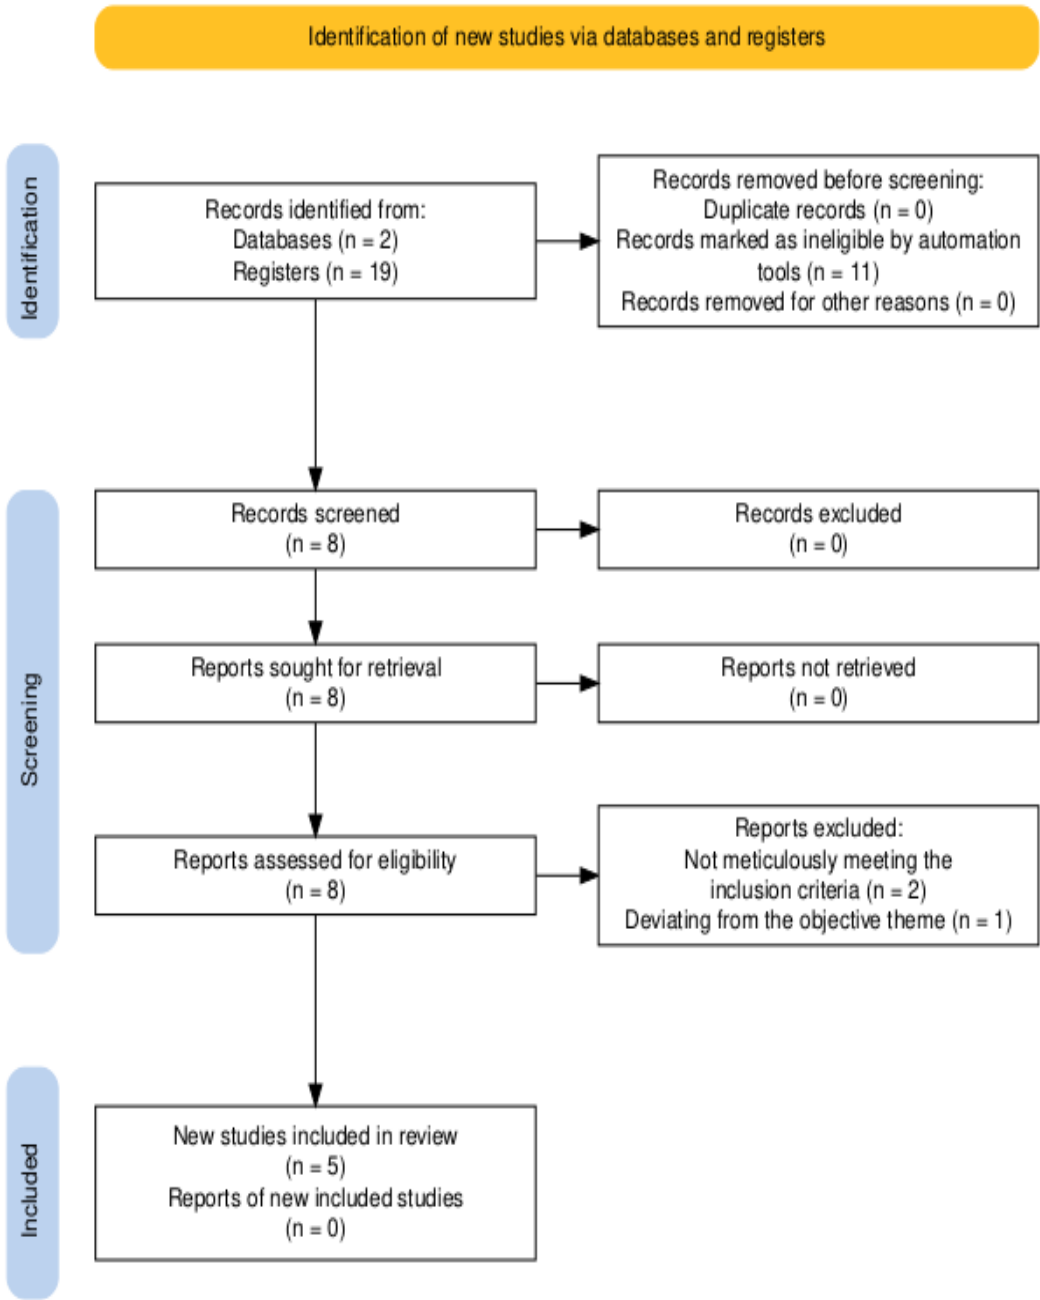 Identification of new studies via databases and registers
Identification
Records identified from:
Databases (n = 2)
Registers (n = 19)
Records removed before screening:
Duplicate records (n = 0)
Records marked as ineligible by automation
tools (n = 11)
Records removed for other reasons (n = 0)
Screening
Records screened
(n = 8)
Records excluded
(n = 0)
Reports sought for retrieval
(n = 8)
Reports not retrieved
(n = 0)
Reports assessed for eligibility
(n = 8)
Reports excluded:
Not meticulously meeting the
inclusion criteria (n = 2)
Deviating from the objective theme (n = 1)
Included
New studies included in review
(n = 5)
Reports of new included studies
(n = 0)